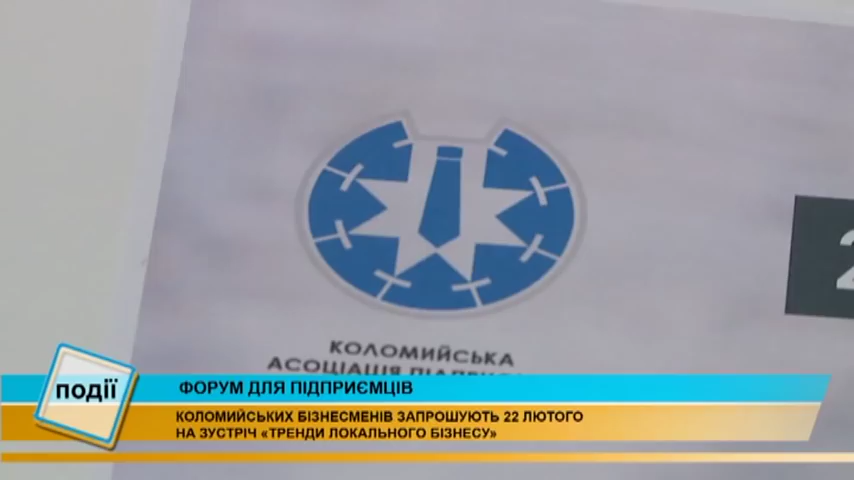 КОЛОМИЙСЬКА
АСОЦІАЦІЯ
події
ФОРУМ ДЛЯ ПІДПРИЄМЦІВ
КОЛОМИЙСЬКИХ БІЗНЕСМЕНІВ ЗАПРОШУЮТЬ 22 ЛЮТОГО
НА ЗУСТРІЧ «ТРЕНДИ ЛОКАЛЬНОГО БІЗНЕСУ»